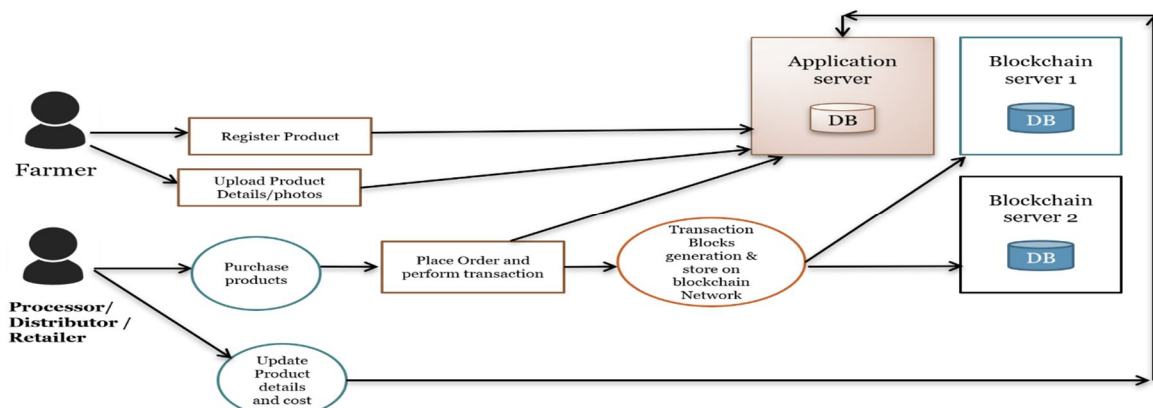 Application
server
DB
Blockchain
server 1
DB
Register Product
Farmer
Upload Product
Details/photos
Blockchain
server 2
DB
Purchase
products
Place Order and
perform transaction
Transaction
Blocks
generation &
store on
blockchain
Network
Processor/
Distributor /
Retailer
Update
Product
details
and cost